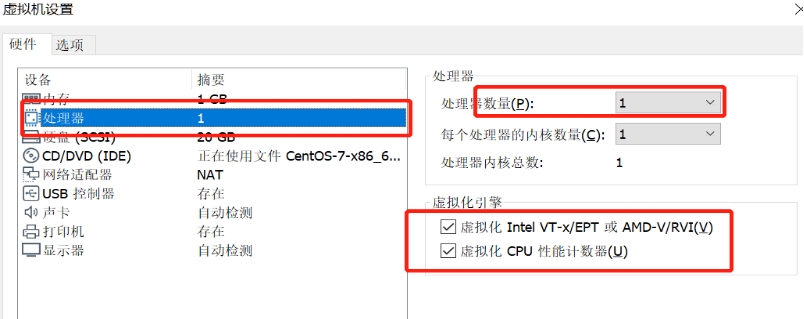 虚拟机设置
硬件 选项
设备 摘要
内存 1 GB
处理器 1
硬盘 (SCSI) 20 GB
CD/DVD (IDE) 正在使用文件 CentOS-7-x86_6...
网络适配器 NAT
USB 控制器 存在
声卡 自动检测
打印机 存在
显示器 自动检测
处理器
处理器数量(P): 1
每个处理器的内核数量(C): 1
处理器内核总数: 1
虚拟化引擎
虚拟化 Intel VT-x/EPT 或 AMD-V/RVI(V)
虚拟化 CPU 性能计数器(U)